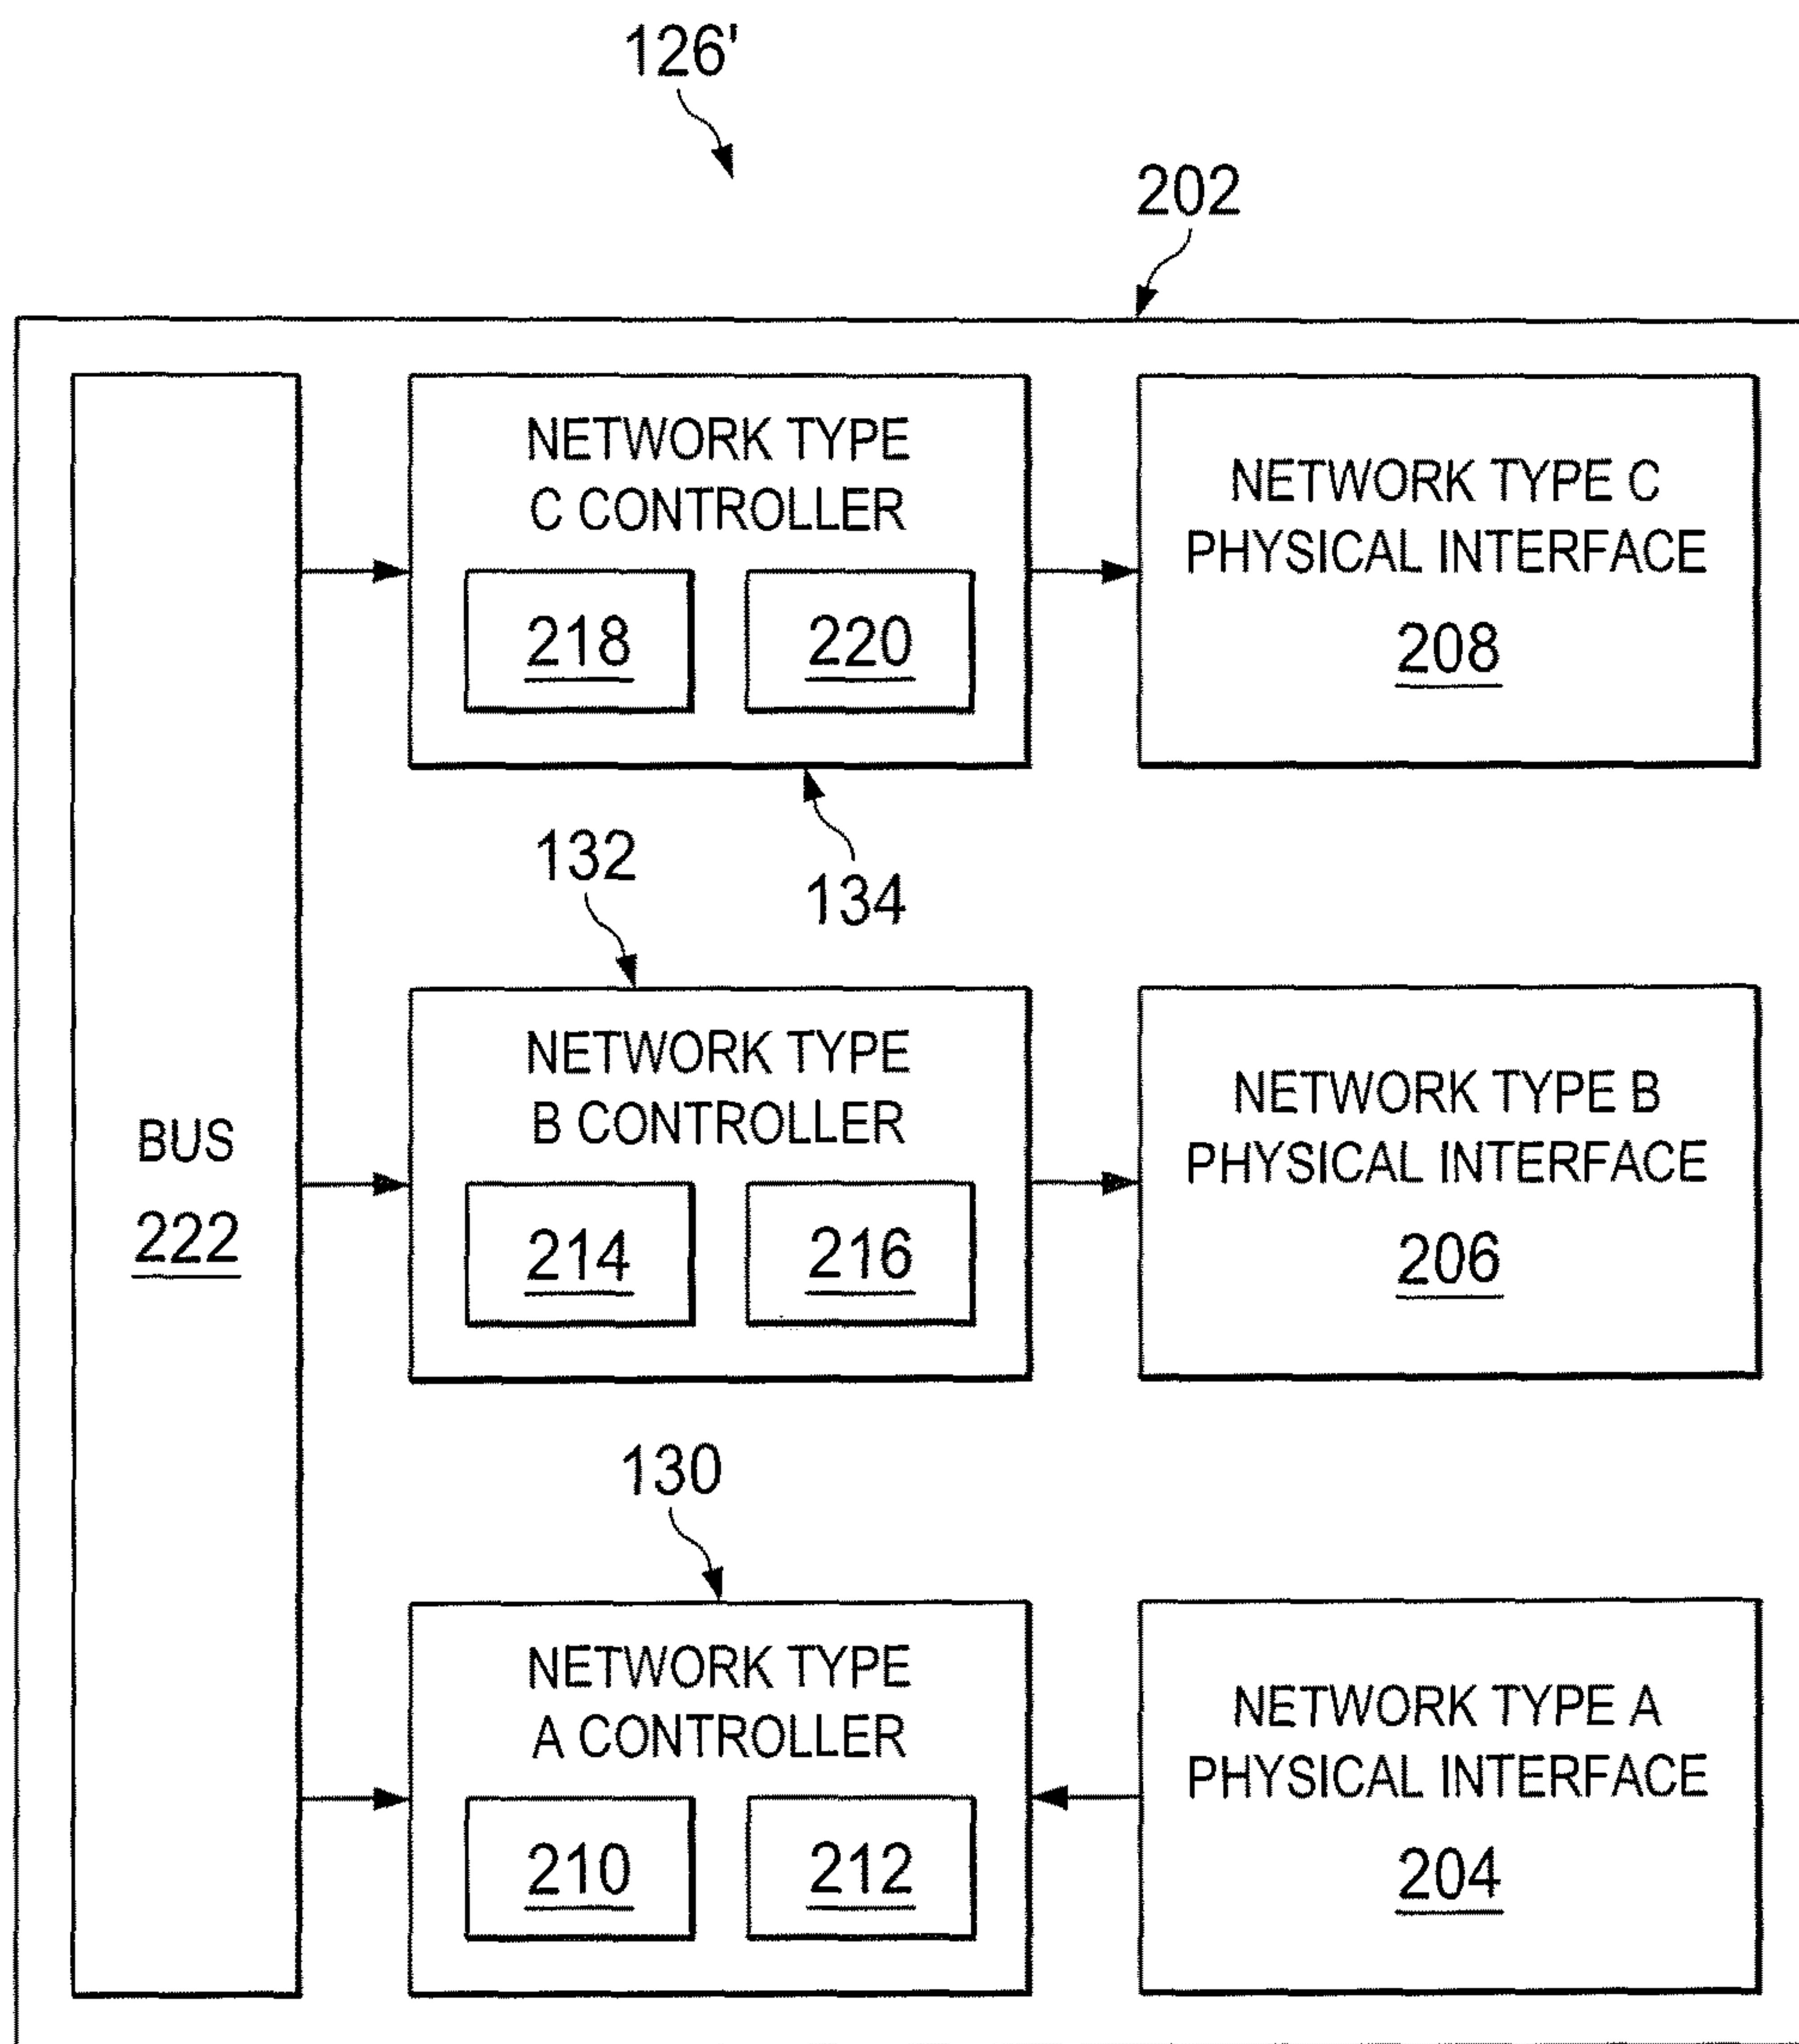 126'
202
NETWORK TYPE
C CONTROLLER
218
220
NETWORK TYPE C
PHYSICAL INTERFACE
208
134
132
NETWORK TYPE
B CONTROLLER
214
216
NETWORK TYPE B
PHYSICAL INTERFACE
206
BUS
222
130
NETWORK TYPE
A CONTROLLER
210
212
NETWORK TYPE A
PHYSICAL INTERFACE
204